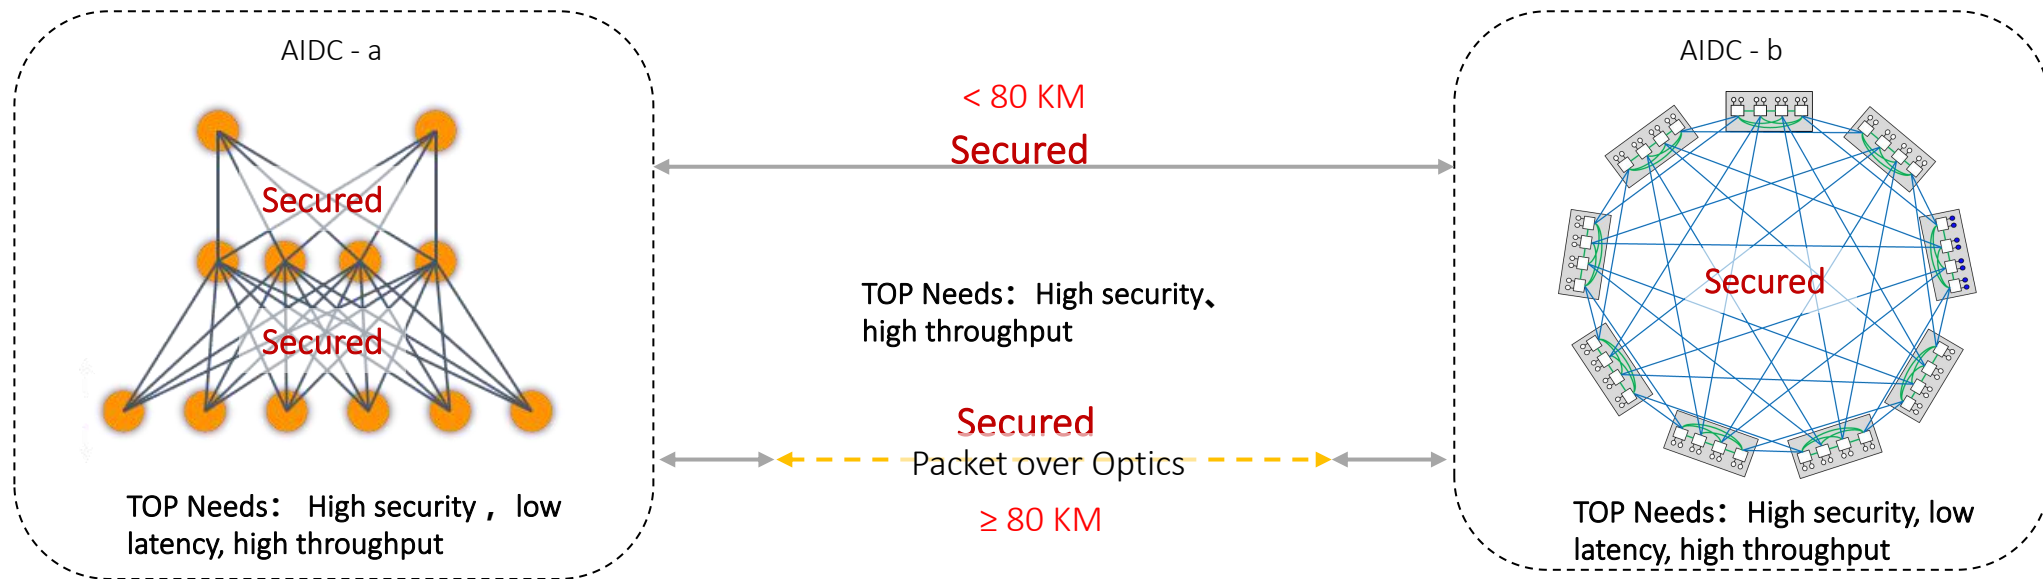 AIDC - a
Secured
Secured
TOP Needs： High security ， low
latency, high throughput
< 80 KM
Secured
TOP Needs： High security、
high throughput
Secured
Packet over Optics
≥ 80 KM
AIDC - b
Secured
TOP Needs： High security, low
latency, high throughput